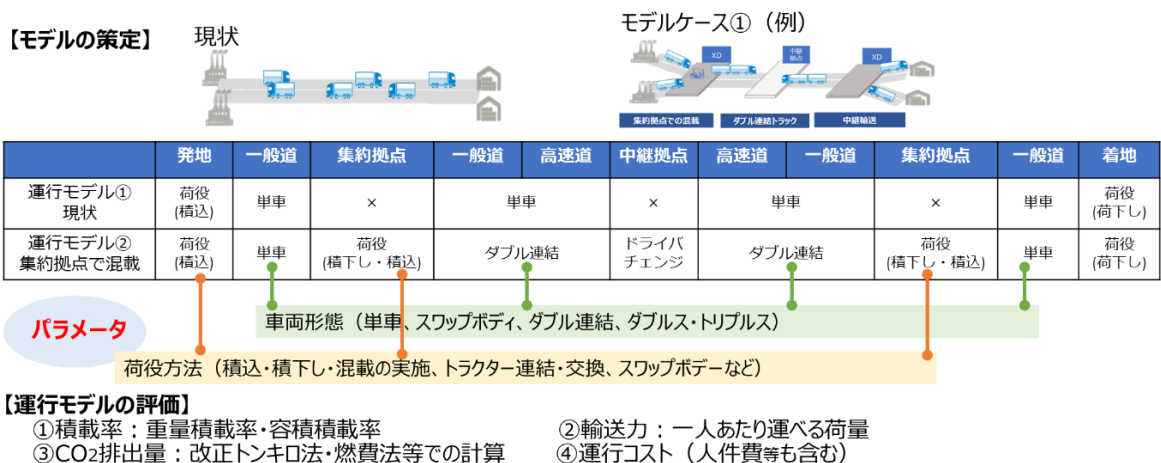 【モデルの策定】
現状
モデルケース①（例）
XD
中継
拠点
XD
集約拠点での混載
ダブル連結トラック
中継輸送
発地 一般道 集約拠点 一般道 高速道 中継拠点 高速道 一般道 集約拠点 一般道 着地
運行モデル①
現状
荷役
(積込)
単車
×
単車
×
単車
×
単車
荷役
(荷下し)
運行モデル②
集約拠点で混載
荷役
(積込)
単車
荷役
(積下し・積込)
ダブル連結
ドライバ
チェンジ
ダブル連結
荷役
(積下し・積込)
単車
荷役
(荷下し)
パラメータ
車両形態（単車、スワップボディ、ダブル連結、ダブルス・トリプルス）
荷役方法（積込・積下し・混載の実施、トラクター連結・交換、スワップボデーなど）
【運行モデルの評価】
①積載率：重量積載率・容積積載率
②輸送力：一人あたり運べる荷量
③CO2排出量：改正トンキロ法・燃費法等での計算
④運行コスト（人件費等も含む）